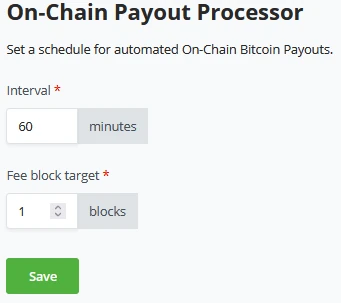 On-Chain Payout Processor
Set a schedule for automated On-Chain Bitcoin Payouts.
Interval *
60 minutes
Fee block target *
1 blocks
Save